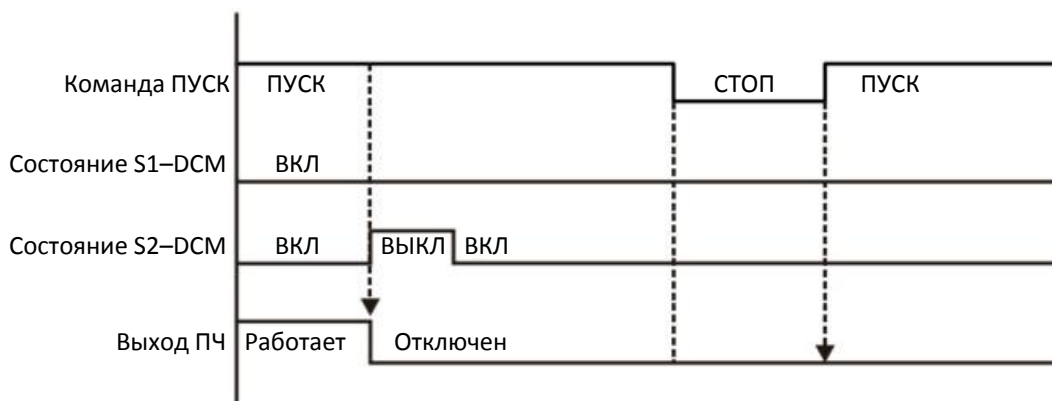 Команда ПУСК ПУСК СТОП ПУСК
Состояние S1–DCM ВКЛ
Состояние S2–DCM ВКЛ ВЫКЛ ВКЛ
Выход ПЧ Работает Отключен